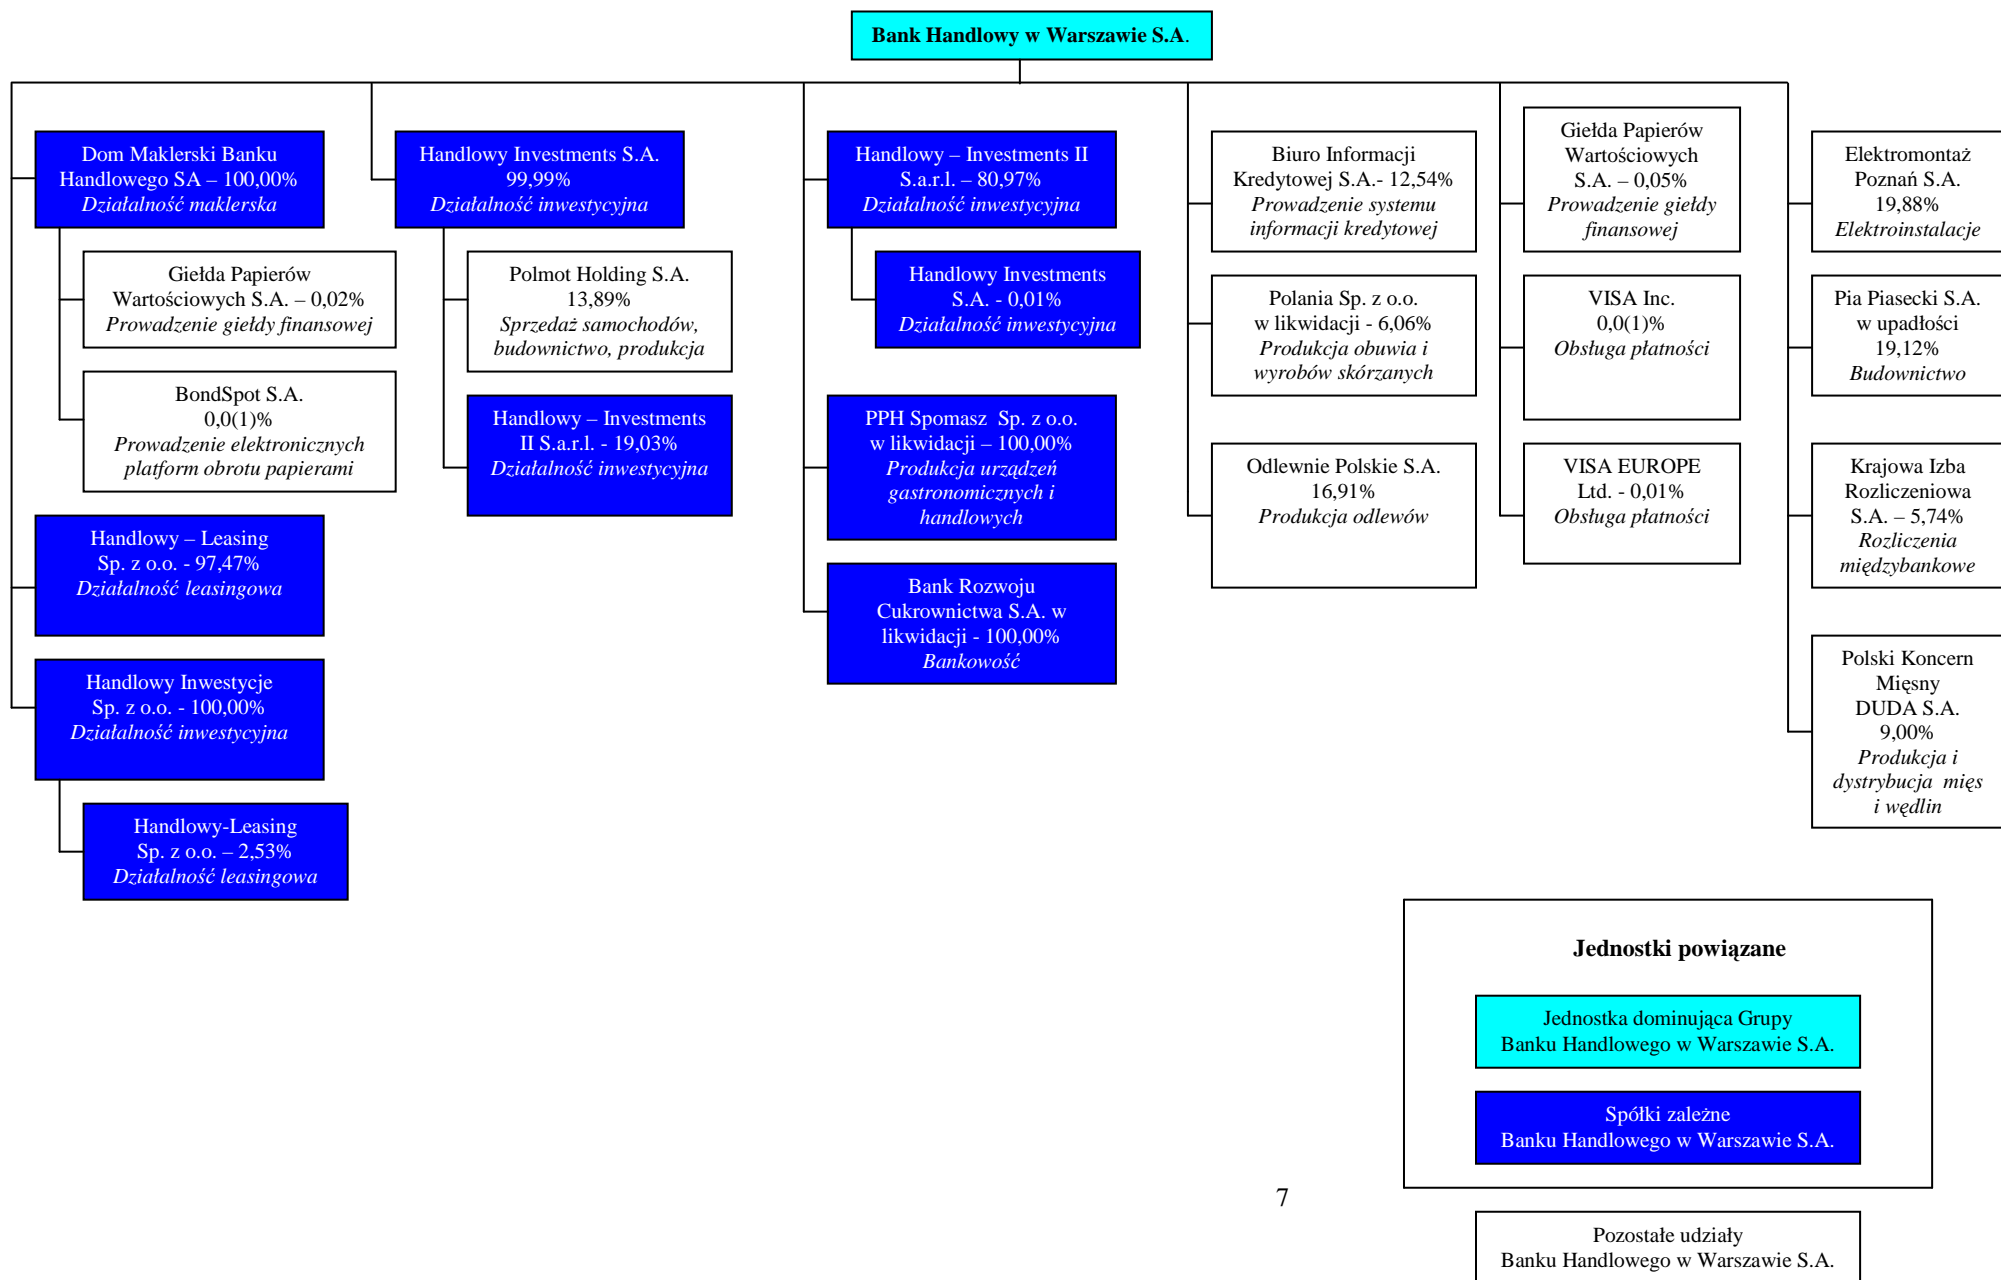 Bank Handlowy w Warszawie S.A.
Dom Maklerski Banku
Handlowego SA – 100,00%
Działalność maklerska
Giełda Papierów
Wartościowych S.A. – 0,02%
Prowadzenie giełdy finansowej
BondSpot S.A.
0,0(1)%
Prowadzenie elektronicznych
platform obrotu papierami
Handlowy – Leasing
Sp. z o.o. - 97,47%
Działalność leasingowa
Handlowy Inwestycje
Sp. z o.o. - 100,00%
Działalność inwestycyjna
Handlowy-Leasing
Sp. z o.o. – 2,53%
Działalność leasingowa
Handlowy Investments S.A.
99,99%
Działalność inwestycyjna
Polmot Holding S.A.
13,89%
Sprzedaż samochodów,
budownictwo, produkcja
Handlowy – Investments
II S.a.r.l. - 19,03%
Działalność inwestycyjna
Handlowy – Investments II
S.a.r.l. – 80,97%
Działalność inwestycyjna
Handlowy Investments
S.A. - 0,01%
Działalność inwestycyjna
PPH Spomasz  Sp. z o.o.
w likwidacji – 100,00%
Produkcja urządzeń
gastronomicznych i
handlowych
Bank Rozwoju
Cukrownictwa S.A. w
likwidacji - 100,00%
Bankowość
Biuro Informacji
Kredytowej S.A.- 12,54%
Prowadzenie systemu
informacji kredytowej
Polania Sp. z o.o.
w likwidacji - 6,06%
Produkcja obuwia i
wyrobów skórzanych
Odlewnie Polskie S.A.
16,91%
Produkcja odlewów
Giełda Papierów
Wartościowych
S.A. – 0,05%
Prowadzenie giełdy
finansowej
VISA Inc.
0,0(1)%
Obsługa płatności
VISA EUROPE
Ltd. - 0,01%
Obsługa płatności
Elektromontaż
Poznań S.A.
19,88%
Elektroinstalacje
Pia Piasecki S.A.
w upadłości
19,12%
Budownictwo
Krajowa Izba
Rozliczeniowa
S.A. – 5,74%
Rozliczenia
międzybankowe
Polski Koncern
Mięsny
DUDA S.A.
9,00%
Produkcja i
dystrybucja  mięs
i wędlin
Jednostki powiązane
Jednostka dominująca Grupy
Banku Handlowego w Warszawie S.A.
Spółki zależne
Banku Handlowego w Warszawie S.A.
Pozostałe udziały
Banku Handlowego w Warszawie S.A.
7